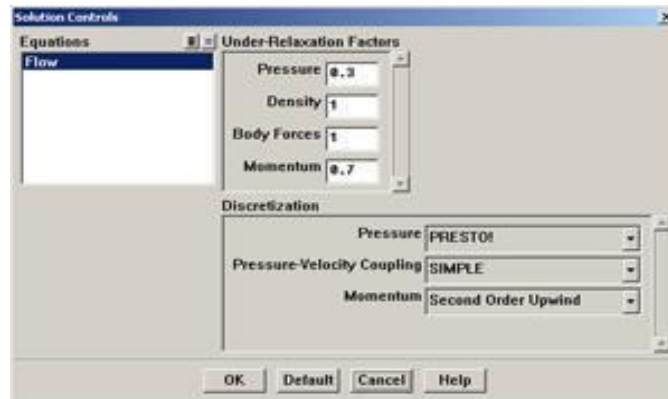 Solution Controls
Equations
Flow
Under-Relaxation Factors
Pressure 0.3
Density 1
Body Forces 1
Momentum 0.7
Discretization
Pressure PRESTO!
Pressure-Velocity Coupling SIMPLE
Momentum Second Order Upwind
OK Default Cancel Help